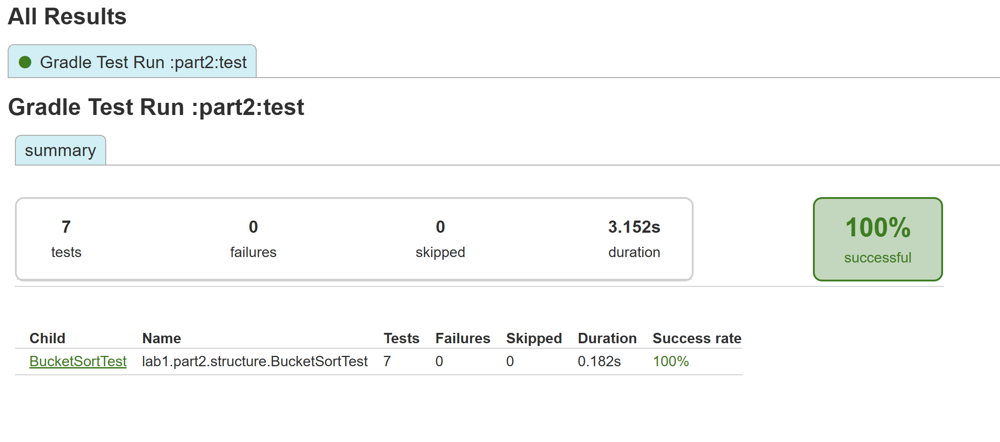 All Results
Gradle Test Run :part2:test
Gradle Test Run :part2:test
summary
7 0 0 3.152s
tests failures skipped duration
100%
successful
Child Name Tests Failures Skipped Duration Success rate
BucketSortTest lab1.part2.structure.BucketSortTest 7 0 0 0.182s 100%